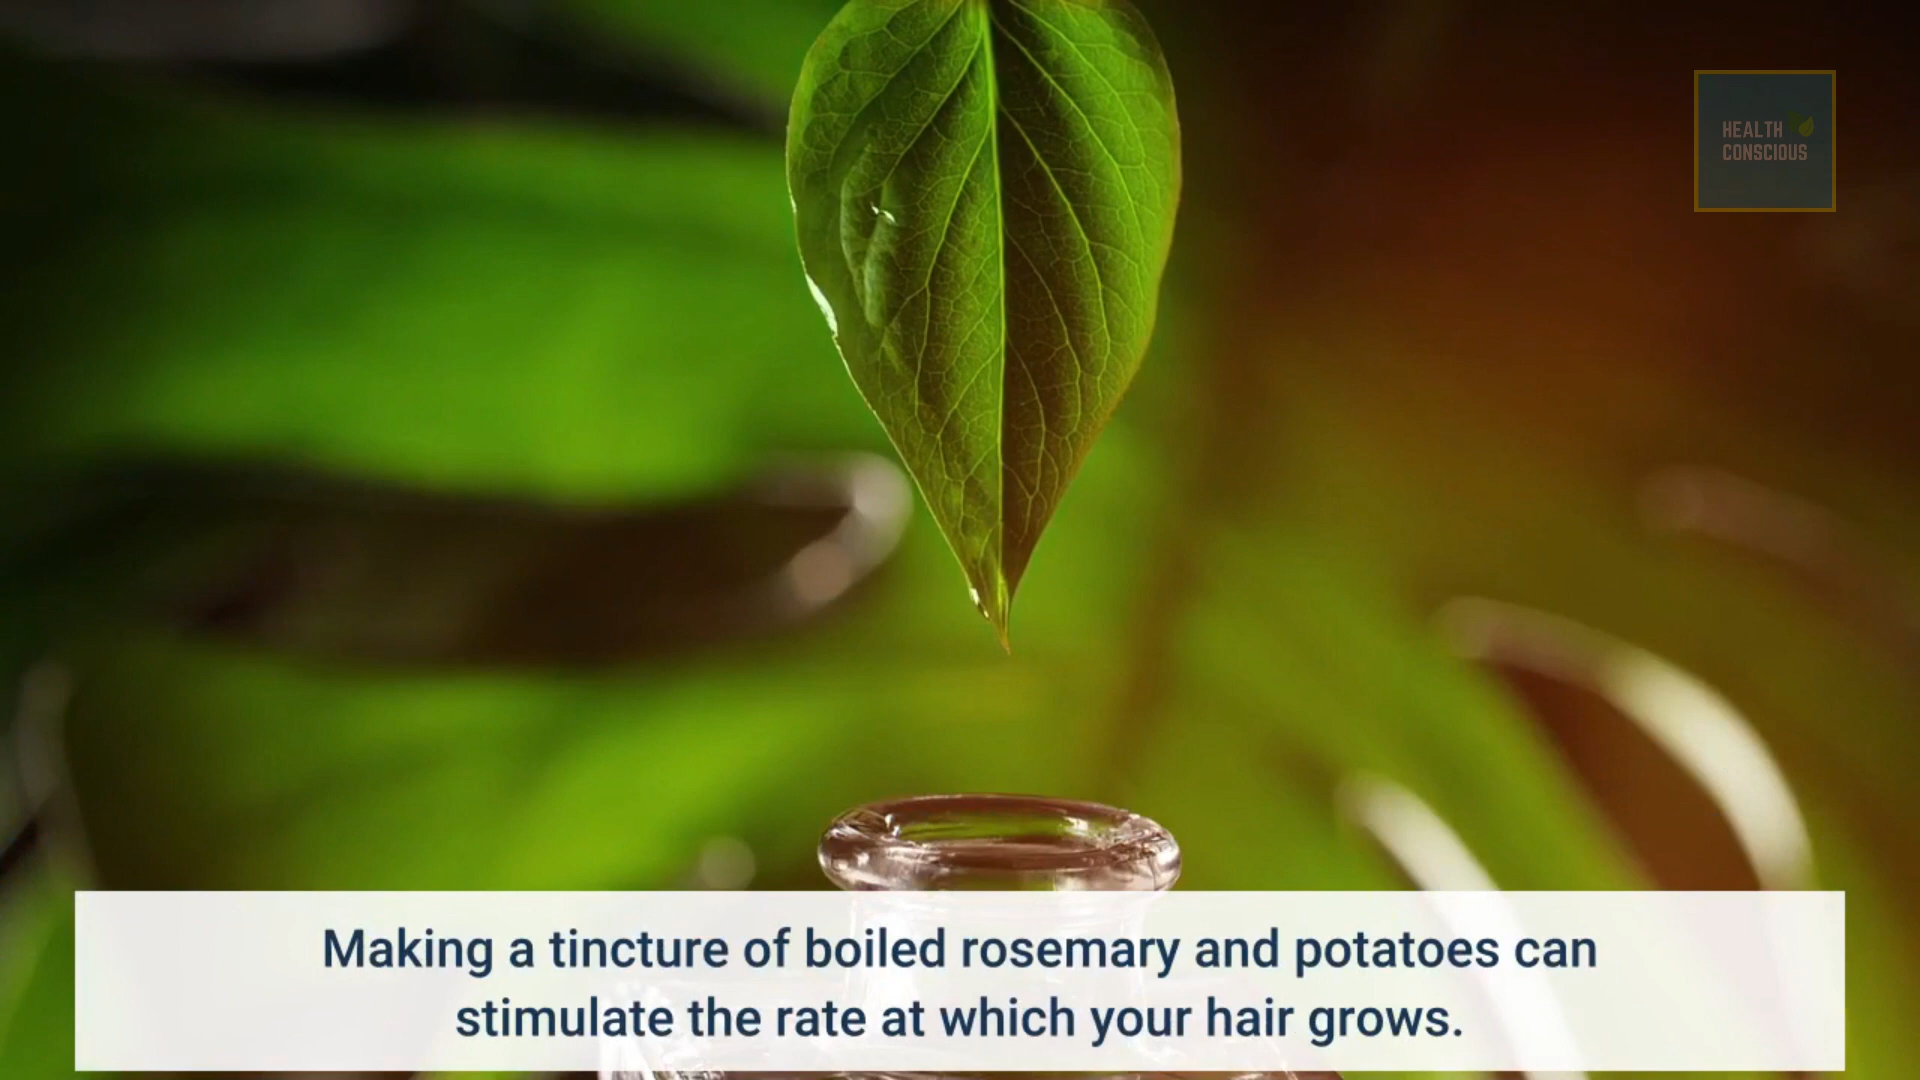 HEALTH
CONSCIOUS
Making a tincture of boiled rosemary and potatoes can
stimulate the rate at which your hair grows.